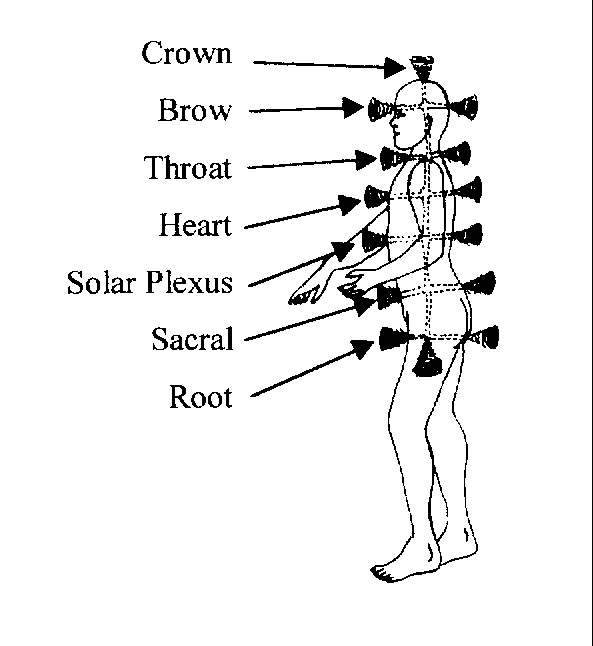 Crown
Brow
Throat
Heart
Solar Plexus
Sacral
Root